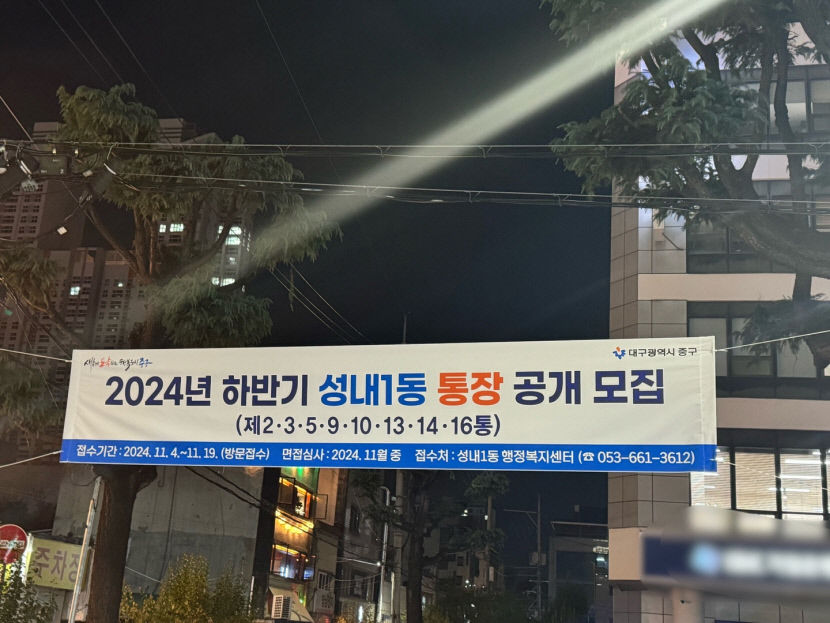 대구광역시 중구
2024년 하반기 성내1동 통장 공개 모집
(제2·3·5·9·10·13·14·16통)
접수기간 : 2024. 11. 4.~11. 19. (방문접수) 면접심사 : 2024. 11월 중 접수처 : 성내1동 행정복지센터 (☎ 053-661-3612)
주차장